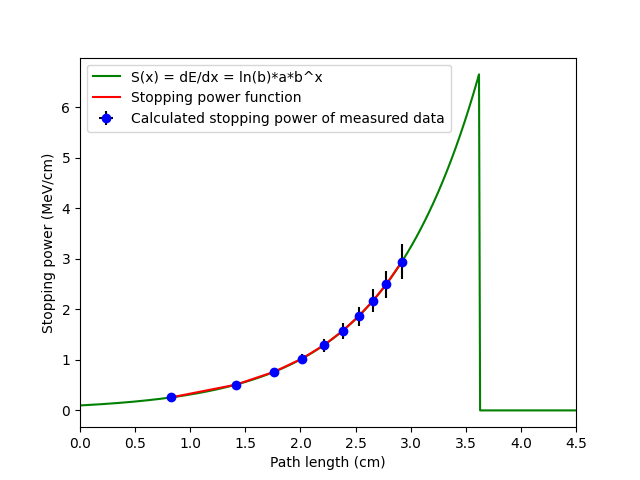 S(x) = dE/dx = ln(b)*a*b^x
Stopping power function
Calculated stopping power of measured data
Stopping power (MeV/cm)
6
5
4
3
2
1
0
0.0 0.5 1.0 1.5 2.0 2.5 3.0 3.5 4.0 4.5
Path length (cm)